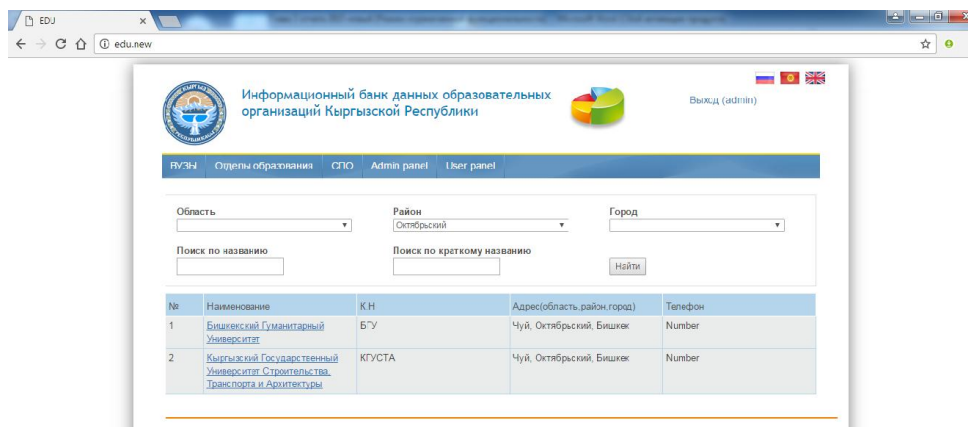 EDU
edu.new
Информационный банк данных образовательных
организаций Кыргызской Республики
Выход (admin)
ВУЗЫ Отделы образования СПО Admin panel User panel
Область Район Город
Октябрьский
Поиск по названию Поиск по краткому названию
Найти
№ Наименование К.Н Адрес(область,район,город) Телефон
1 Бишкекский Гуманитарный БГУ Чуй, Октябрьский, Бишкек Number
Университет
2 Кыргызский Государственный КГУСТА Чуй, Октябрьский, Бишкек Number
Университет Строительства,
Транспорта и Архитектуры